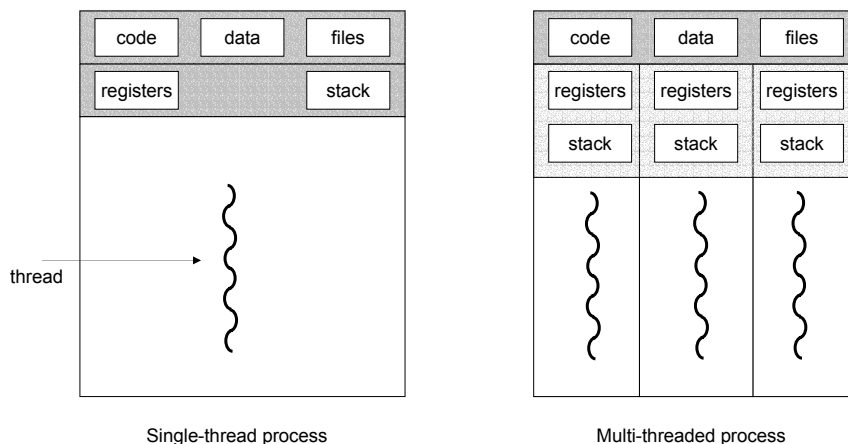 code data files
registers stack
thread
Single-thread process
code data files
registers registers registers
stack stack stack
Multi-threaded process